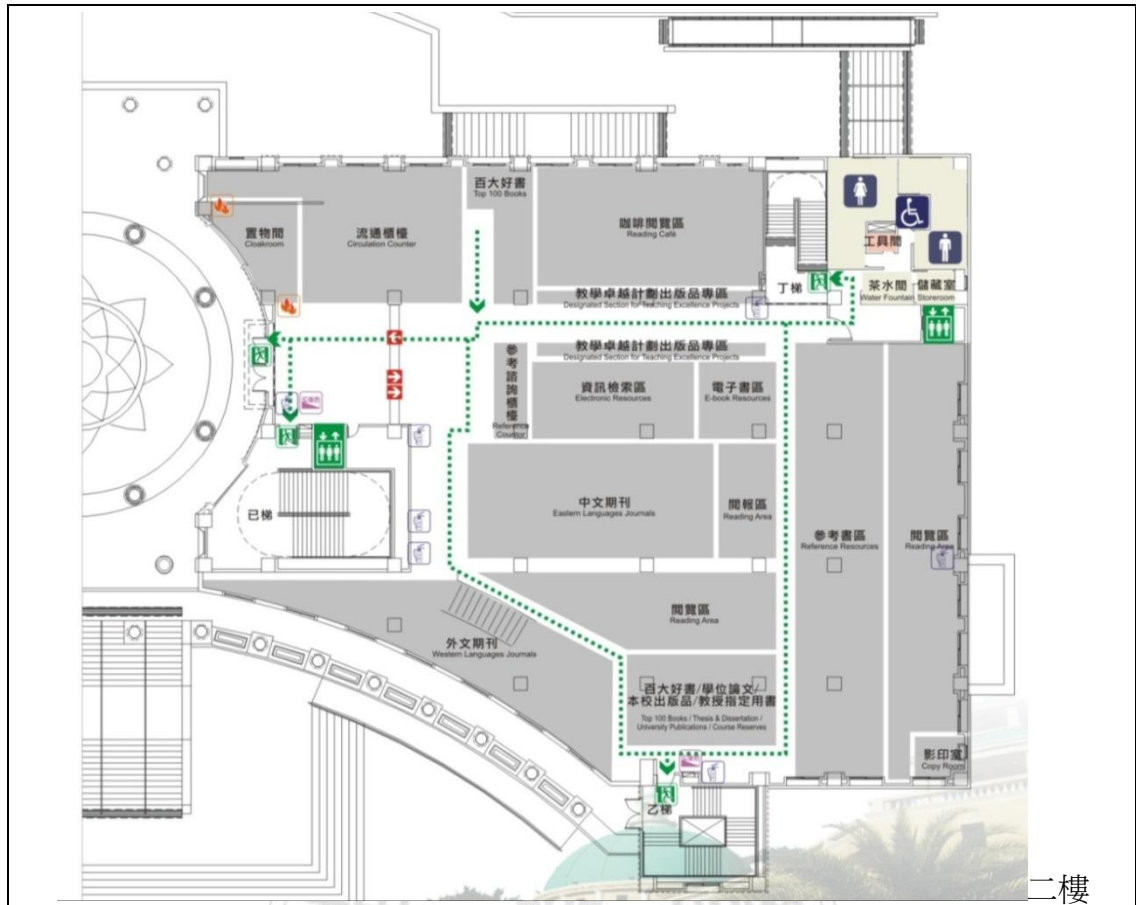 百大好書
Top 100 Books
咖啡閱覽區
Reading Café
置物間
Cloakroom
流通櫃檯
Circulation Counter
工具間
丁梯
茶水間
Water Fountain
儲藏室
Storeroom
教學卓越計劃出版品專區
Designated Section for Teaching Excellence Projects
教學卓越計劃出版品專區
Designated Section for Teaching Excellence Projects
參考諮詢櫃檯
Reference
Counter
資訊檢索區
Electronic Resources
電子書區
E-book Resources
中文期刊
Eastern Languages Journals
閱報區
Reading Area
已梯
參考書區
Reference Resources
閱覽區
Reading Area
閱覽區
Reading Area
外文期刊
Western Languages Journals
百大好書/學位論文/
本校出版品/教授指定用書
Top 100 Books / Thesis & Dissertation /
University Publications / Course Reserves
影印室
Copy Room
乙梯
二樓